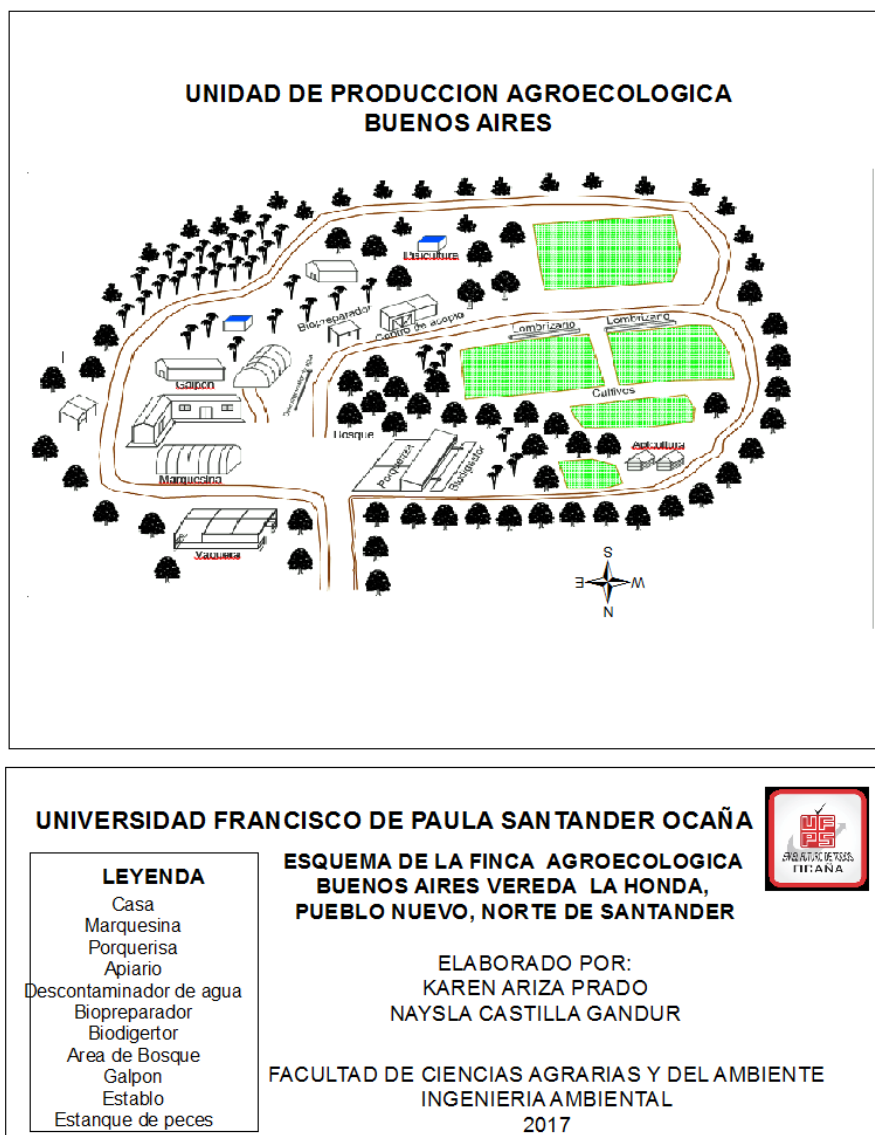 UNIDAD DE PRODUCCION AGROECOLOGICA
BUENOS AIRES
Pisicultura
Biopreparador
Centro de acopio
Lombrizario
Lombrizario
Galpon
Cultivos
Bosque
Apicultura
Porqueriza
Biodigestor
Marquesina
Vaquera
S
E
W
N
UNIVERSIDAD FRANCISCO DE PAULA SANTANDER OCAÑA
UFPS
OCAÑA
ESQUEMA DE LA FINCA AGROECOLOGICA
BUENOS AIRES VEREDA LA HONDA,
PUEBLO NUEVO, NORTE DE SANTANDER
LEYENDA
Casa
Marquesina
Porquerisa
Apiario
Descontaminador de agua
Biopreparador
Biodigertor
Area de Bosque
Galpon
Establo
Estanque de peces
ELABORADO POR:
KAREN ARIZA PRADO
NAYSLA CASTILLA GANDUR
FACULTAD DE CIENCIAS AGRARIAS Y DEL AMBIENTE
INGENIERIA AMBIENTAL
2017